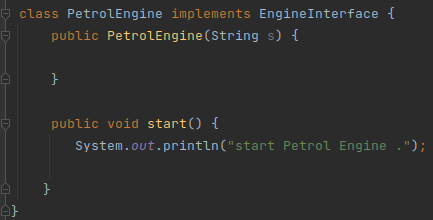 class PetrolEngine implements EngineInterface {
public PetrolEngine(String s) {
}
public void start() {
System.out.println("start Petrol Engine .");
}
}